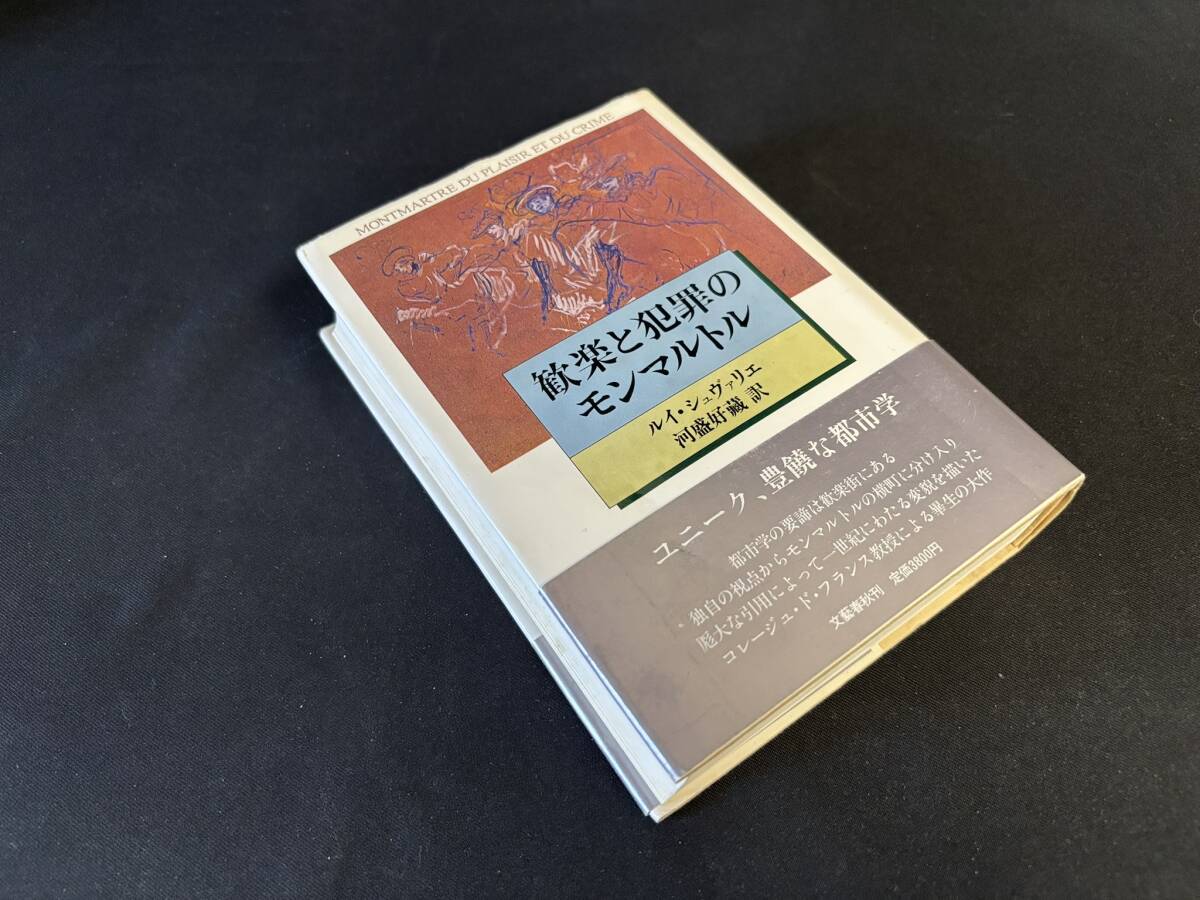 MONTMARTRE DU PLAISIR ET DU CRIME
歓楽と犯罪の
モンマルトル
ルイ・シュヴァリエ
河盛好藏 訳
ユニーク、豊饒な都市学
都市学の要諦は歓楽街にある
独自の視点からモンマルトルの横町に分け入り
厖大な引用によって一世紀にわたる変貌を描いた
コレージュ・ド・フランス教授による畢生の大作
文藝春秋刊 定価3800円